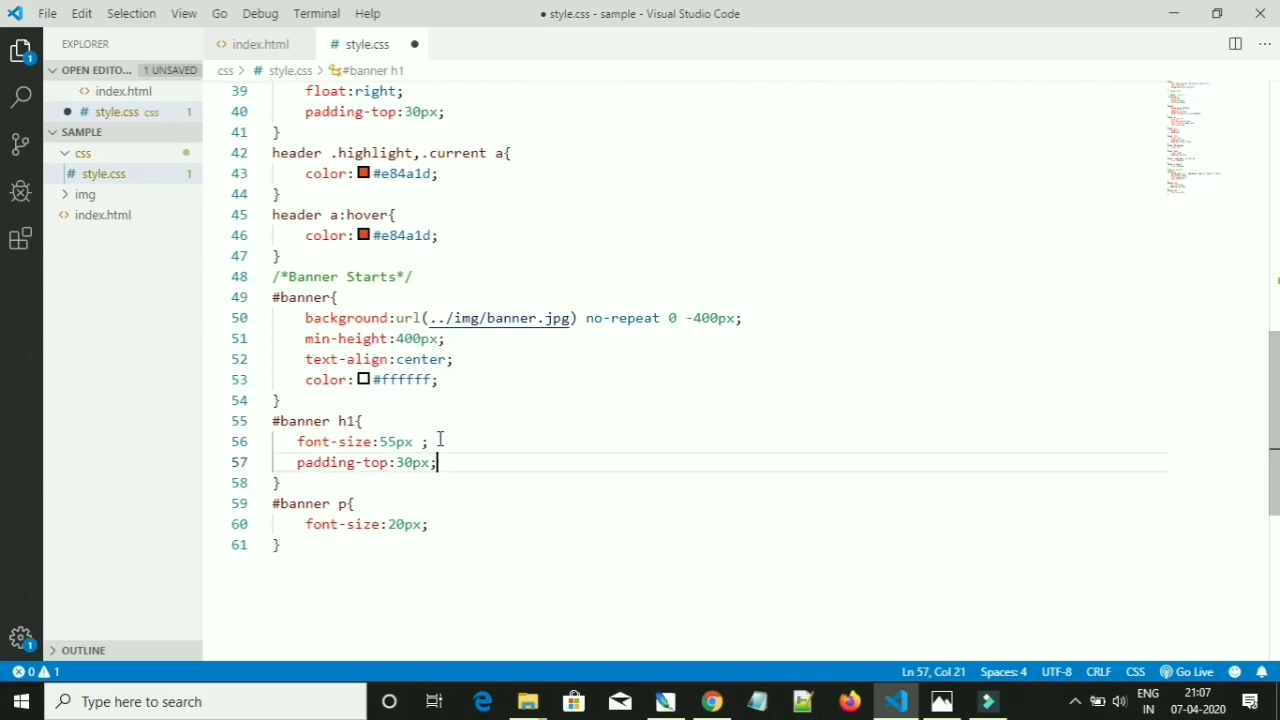 File Edit Selection View Go Debug Terminal Help
● style.css - sample - Visual Studio Code
EXPLORER
<> index.html
# style.css ●
OPEN EDITO... 1 UNSAVED
css > # style.css > #banner h1
<> index.html
● # style.css css 1
SAMPLE
css
# style.css 1
img
<> index.html
39 float:right;
40 padding-top:30px;
41 }
42 header .highlight,.current a{
43 color:#e84a1d;
44 }
45 header a:hover{
46 color:#e84a1d;
47 }
48 /*Banner Starts*/
49 #banner{
50 background:url(../img/banner.jpg) no-repeat 0 -400px;
51 min-height:400px;
52 text-align:center;
53 color:#ffffff;
54 }
55 #banner h1{
56 font-size:55px ;
57 padding-top:30px;
58 }
59 #banner p{
60 font-size:20px;
61 }
OUTLINE
0 1
Ln 57, Col 21 Spaces: 4 UTF-8 CRLF CSS Go Live
Type here to search
ENG
IN
21:07
07-04-2020